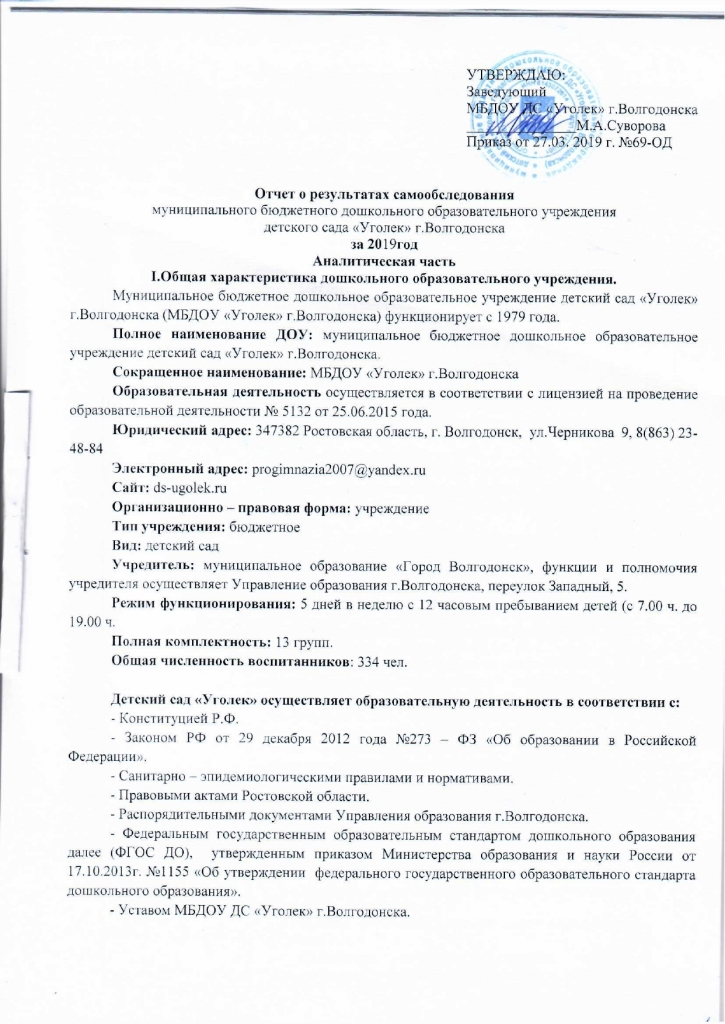 УТВЕРЖДАЮ:
Заведующий
МБДОУ ДС «Уголек» г.Волгодонска
_______________М.А.Суворова
Приказ от 27.03. 2019 г. №69-ОД
Отчет о результатах самообследования
муниципального бюджетного дошкольного образовательного учреждения
детского сада «Уголек» г.Волгодонска
за 2019год
Аналитическая часть
I.Общая характеристика дошкольного образовательного учреждения.
Муниципальное бюджетное дошкольное образовательное учреждение детский сад «Уголек»
г.Волгодонска (МБДОУ «Уголек» г.Волгодонска) функционирует с 1979 года.
Полное наименование ДОУ: муниципальное бюджетное дошкольное образовательное
учреждение детский сад «Уголек» г.Волгодонска.
Сокращенное наименование: МБДОУ «Уголек» г.Волгодонска
Образовательная деятельность осуществляется в соответствии с лицензией на проведение
образовательной деятельности № 5132 от 25.06.2015 года.
Юридический адрес: 347382 Ростовская область, г. Волгодонск, ул.Черникова 9, 8(863) 23-
48-84
Электронный адрес: progimnazia2007@yandex.ru
Сайт: ds-ugolek.ru
Организационно – правовая форма: учреждение
Тип учреждения: бюджетное
Вид: детский сад
Учредитель: муниципальное образование «Город Волгодонск», функции и полномочия
учредителя осуществляет Управление образования г.Волгодонска, переулок Западный, 5.
Режим функционирования: 5 дней в неделю с 12 часовым пребыванием детей (с 7.00 ч. до
19.00 ч.
Полная комплектность: 13 групп.
Общая численность воспитанников: 334 чел.
Детский сад «Уголек» осуществляет образовательную деятельность в соответствии с:
- Конституцией Р.Ф.
- Законом РФ от 29 декабря 2012 года №273 – ФЗ «Об образовании в Российской
Федерации».
- Санитарно – эпидемиологическими правилами и нормативами.
- Правовыми актами Ростовской области.
- Распорядительными документами Управления образования г.Волгодонска.
- Федеральным государственным образовательным стандартом дошкольного образования
далее (ФГОС ДО), утвержденным приказом Министерства образования и науки России от
17.10.2013г. №1155 «Об утверждении федерального государственного образовательного стандарта
дошкольного образования».
- Уставом МБДОУ ДС «Уголек» г.Волгодонска.